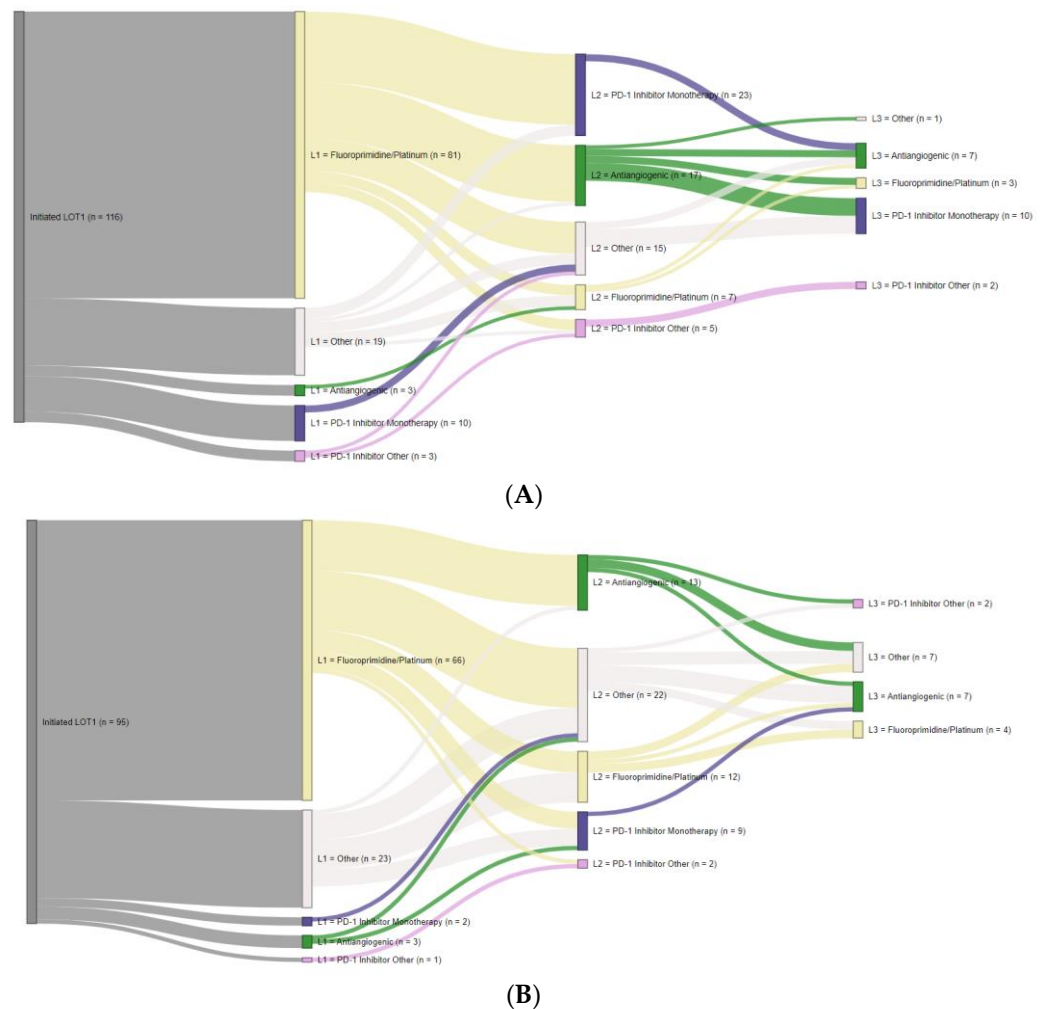 Initiated LOT1 (n = 116)
L1 = Fluoroprimidine/Platinum (n = 81)
L1 = Other (n = 19)
L1 = Antiangiogenic (n = 3)
L1 = PD-1 Inhibitor Monotherapy (n = 10)
L1 = PD-1 Inhibitor Other (n = 3)
L2 = PD-1 Inhibitor Monotherapy (n = 23)
L2 = Antiangiogenic (n = 17)
L2 = Other (n = 15)
L2 = Fluoroprimidine/Platinum (n = 7)
L2 = PD-1 Inhibitor Other (n = 5)
L3 = Other (n = 1)
L3 = Antiangiogenic (n = 7)
L3 = Fluoroprimidine/Platinum (n = 3)
L3 = PD-1 Inhibitor Monotherapy (n = 10)
L3 = PD-1 Inhibitor Other (n = 2)
(A)
Initiated LOT1 (n = 95)
L1 = Fluoroprimidine/Platinum (n = 66)
L1 = Other (n = 23)
L1 = PD-1 Inhibitor Monotherapy (n = 2)
L1 = Antiangiogenic (n = 3)
L1 = PD-1 Inhibitor Other (n = 1)
L2 = Antiangiogenic (n = 13)
L2 = Other (n = 22)
L2 = Fluoroprimidine/Platinum (n = 12)
L2 = PD-1 Inhibitor Monotherapy (n = 9)
L2 = PD-1 Inhibitor Other (n = 2)
L3 = PD-1 Inhibitor Other (n = 2)
L3 = Other (n = 7)
L3 = Antiangiogenic (n = 7)
L3 = Fluoroprimidine/Platinum (n = 4)
(B)